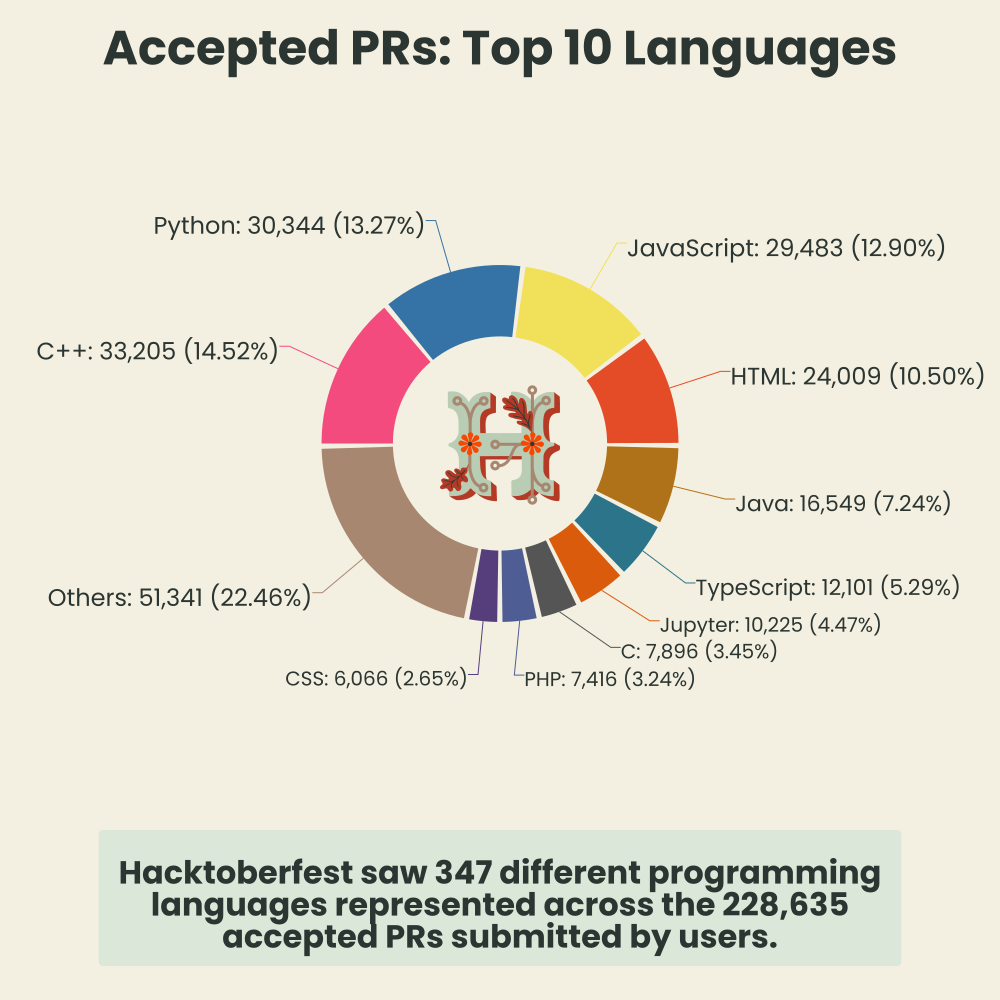 Accepted PRs: Top 10 Languages
Python: 30,344 (13.27%)
JavaScript: 29,483 (12.90%)
C++: 33,205 (14.52%)
HTML: 24,009 (10.50%)
H
Java: 16,549 (7.24%)
TypeScript: 12,101 (5.29%)
Others: 51,341 (22.46%)
Jupyter: 10,225 (4.47%)
C: 7,896 (3.45%)
CSS: 6,066 (2.65%)
PHP: 7,416 (3.24%)
Hacktoberfest saw 347 different programming
languages represented across the 228,635
accepted PRs submitted by users.